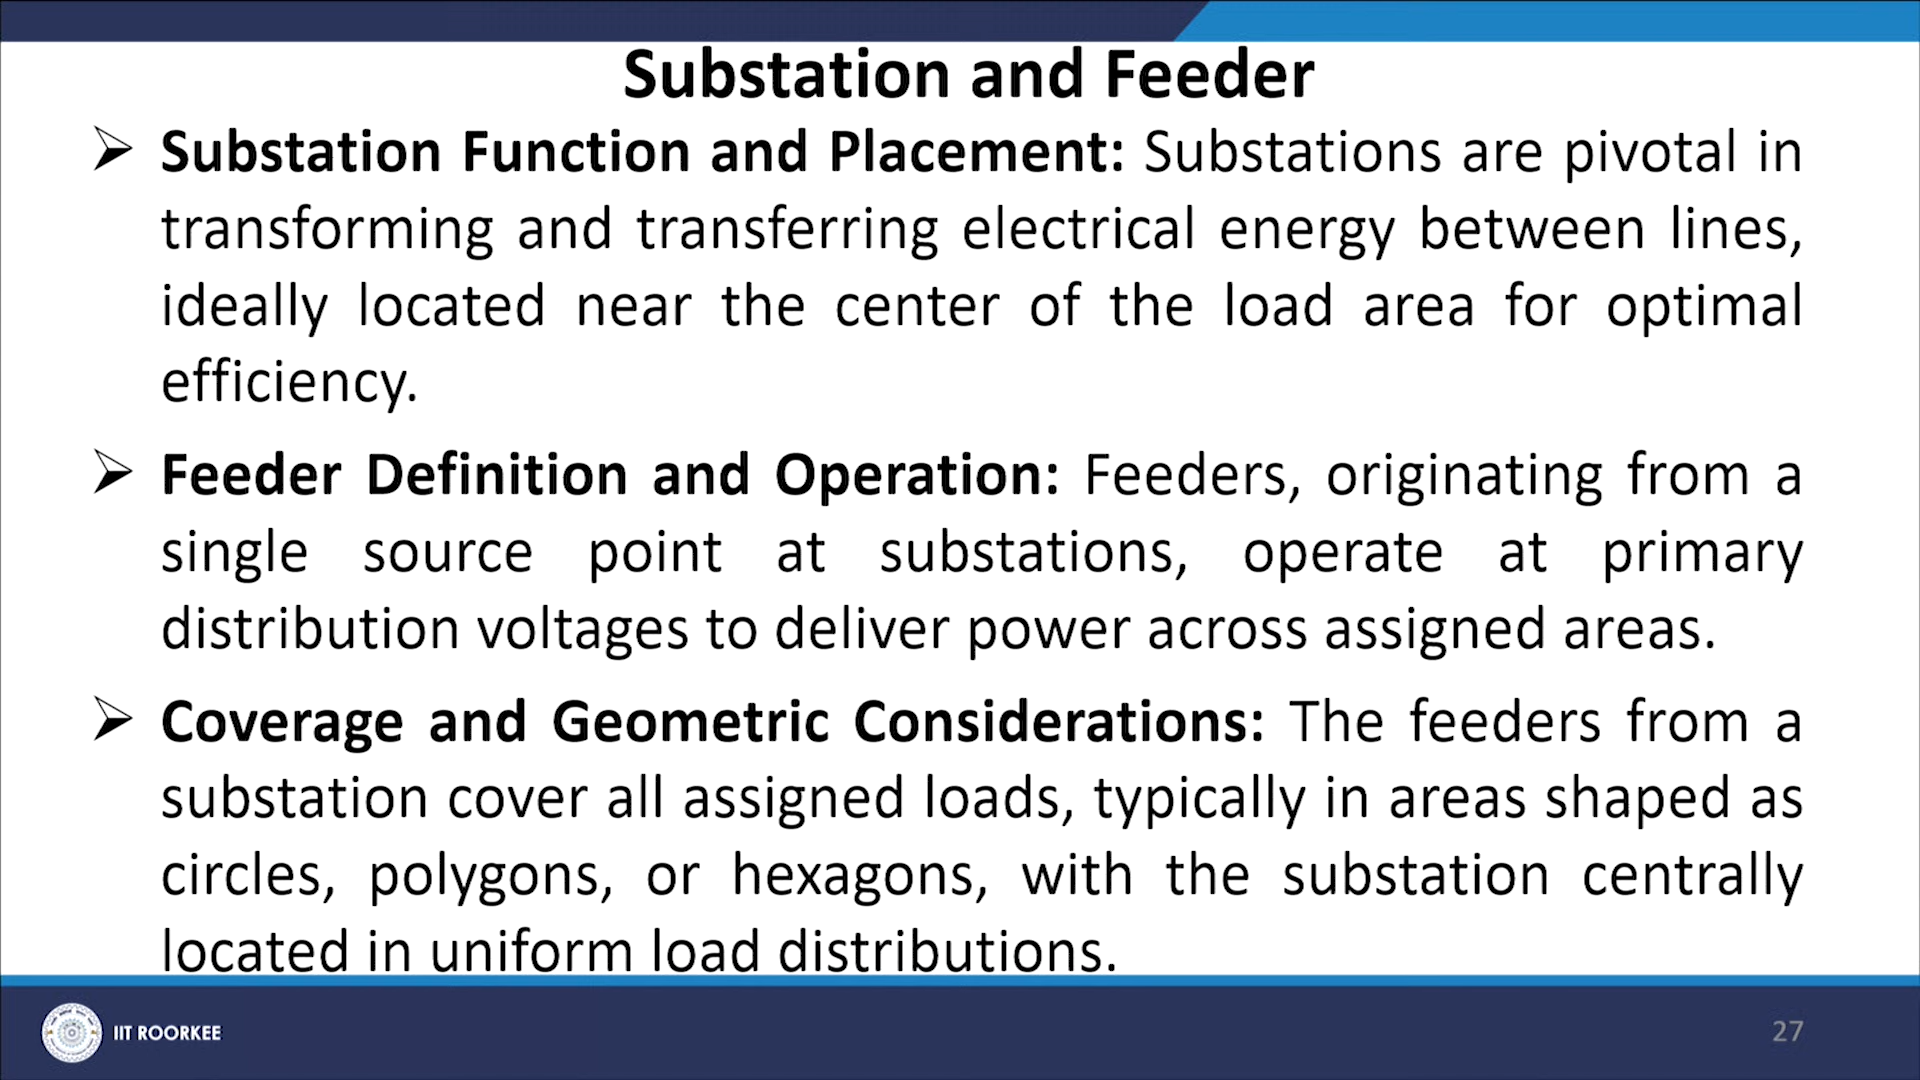 Substation and Feeder
➢ Substation Function and Placement: Substations are pivotal in
transforming and transferring electrical energy between lines,
ideally located near the center of the load area for optimal
efficiency.
➢ Feeder Definition and Operation: Feeders, originating from a
single source point at substations, operate at primary
distribution voltages to deliver power across assigned areas.
➢ Coverage and Geometric Considerations: The feeders from a
substation cover all assigned loads, typically in areas shaped as
circles, polygons, or hexagons, with the substation centrally
located in uniform load distributions.
IIT ROORKEE
27